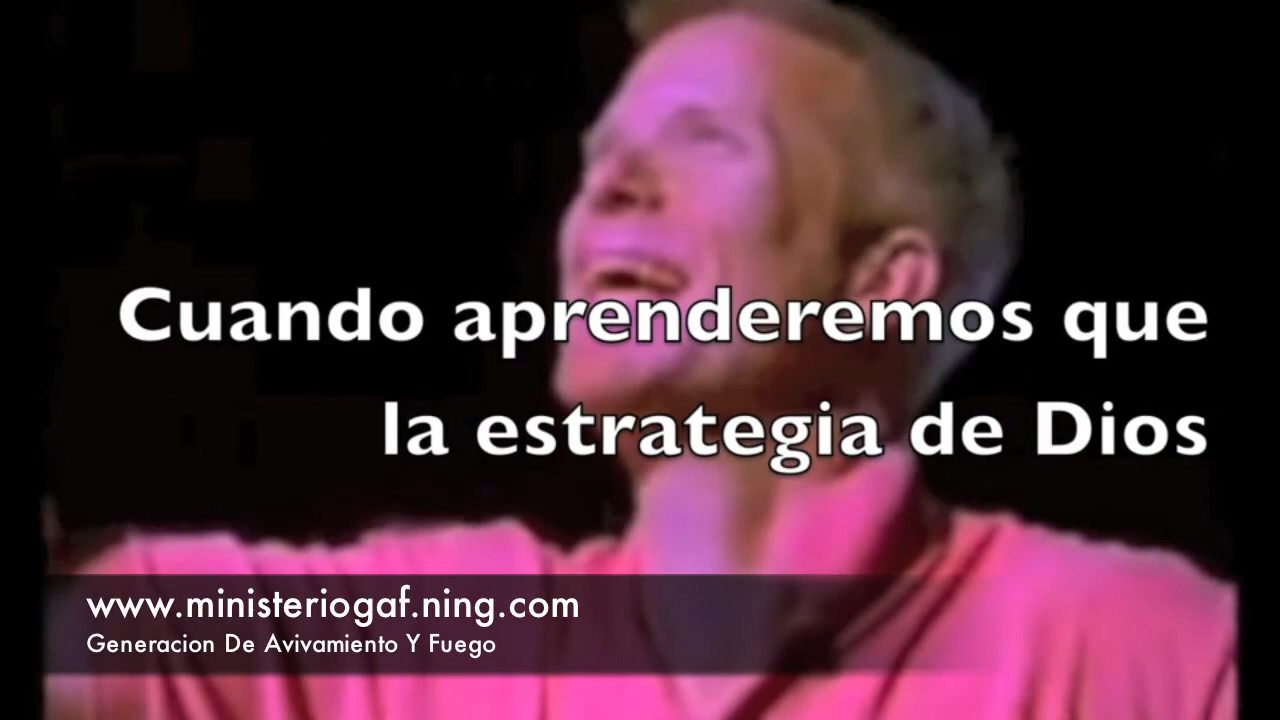 Cuando aprenderemos que
la estrategia de Dios
www.ministeriogaf.ning.com
Generacion De Avivamiento Y Fuego